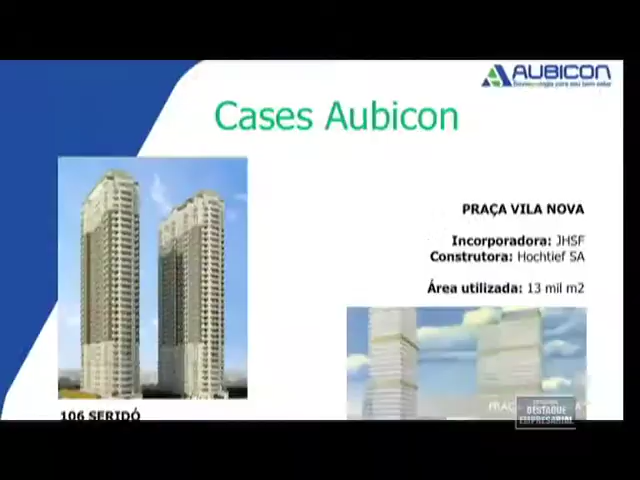 AUBICON
Cases Aubicon
PRAÇA VILA NOVA
Incorporadora: JHSF
Construtora: Hochtief SA
Área utilizada: 13 mil m2
106 SERIDÓ
DESTAQUE
EMPRESARIAL